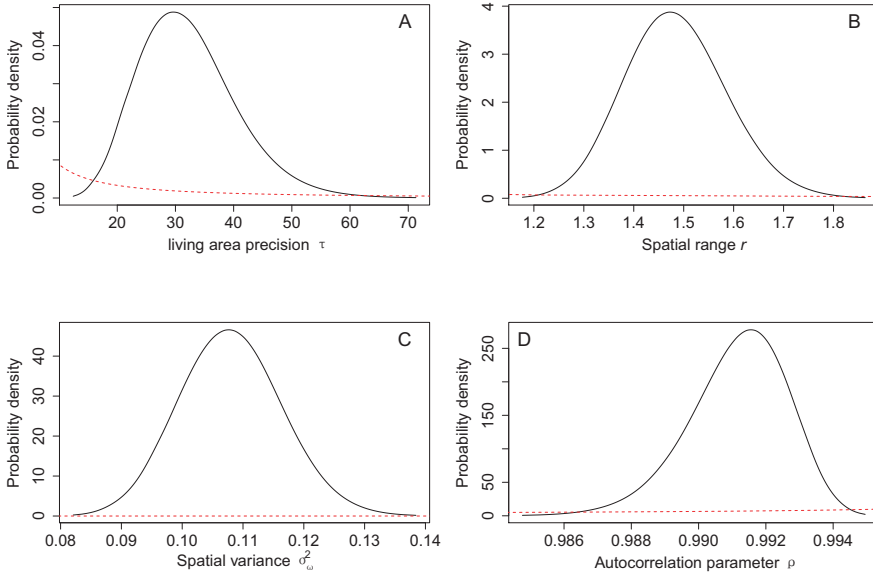 A
Probability density
0.00 0.02 0.04
20 30 40 50 60 70
living area precision τ
B
Probability density
0 1 2 3 4
1.2 1.3 1.4 1.5 1.6 1.7 1.8
Spatial range r
C
Probability density
0 10 20 30 40
0.08 0.09 0.10 0.11 0.12 0.13 0.14
Spatial variance σ²ω
D
Probability density
0 50 150 250
0.986 0.988 0.990 0.992 0.994
Autocorrelation parameter ρ